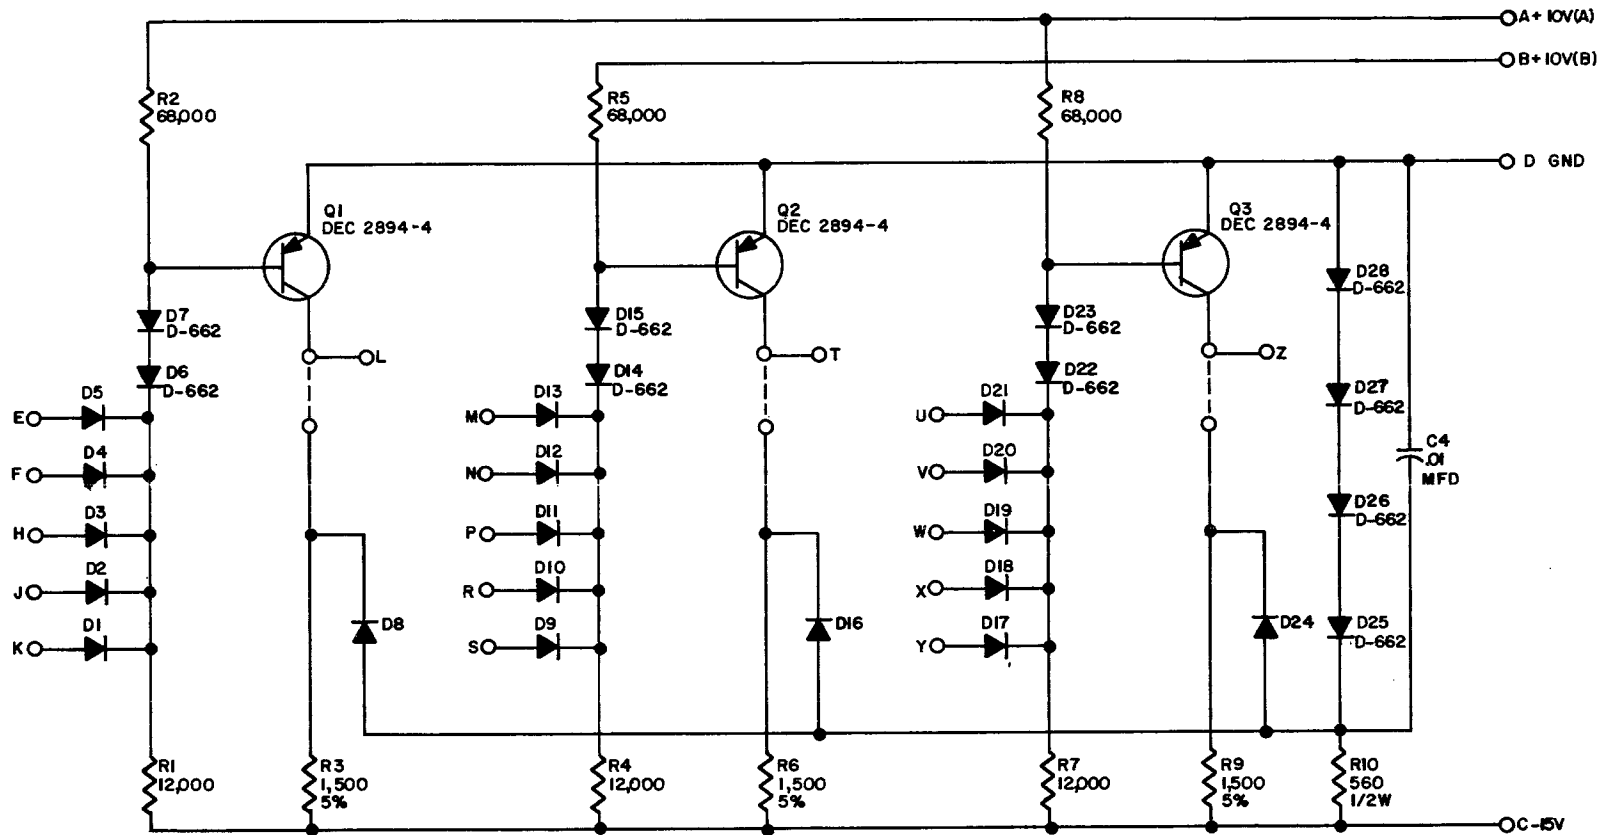 A+10V(A)
B+10V(B)
R2
68,000
R5
68,000
R8
68,000
D GND
Q1
DEC 2894-4
Q2
DEC 2894-4
Q3
DEC 2894-4
D28
D-662
D7
D-662
D15
D-662
D23
D-662
L
T
Z
D6
D-662
D14
D-662
D22
D-662
D27
D-662
D5
E
D13
M
D21
U
D4
F
D12
N
D20
V
C4
.01
MFD
D3
H
D11
P
D19
W
D26
D-662
D2
J
D10
R
D18
X
D1
K
D8
D9
S
D16
D17
Y
D24
D25
D-662
R1
12,000
R3
1,500
5%
R4
12,000
R6
1,500
5%
R7
12,000
R9
1,500
5%
R10
560
1/2W
C-15V